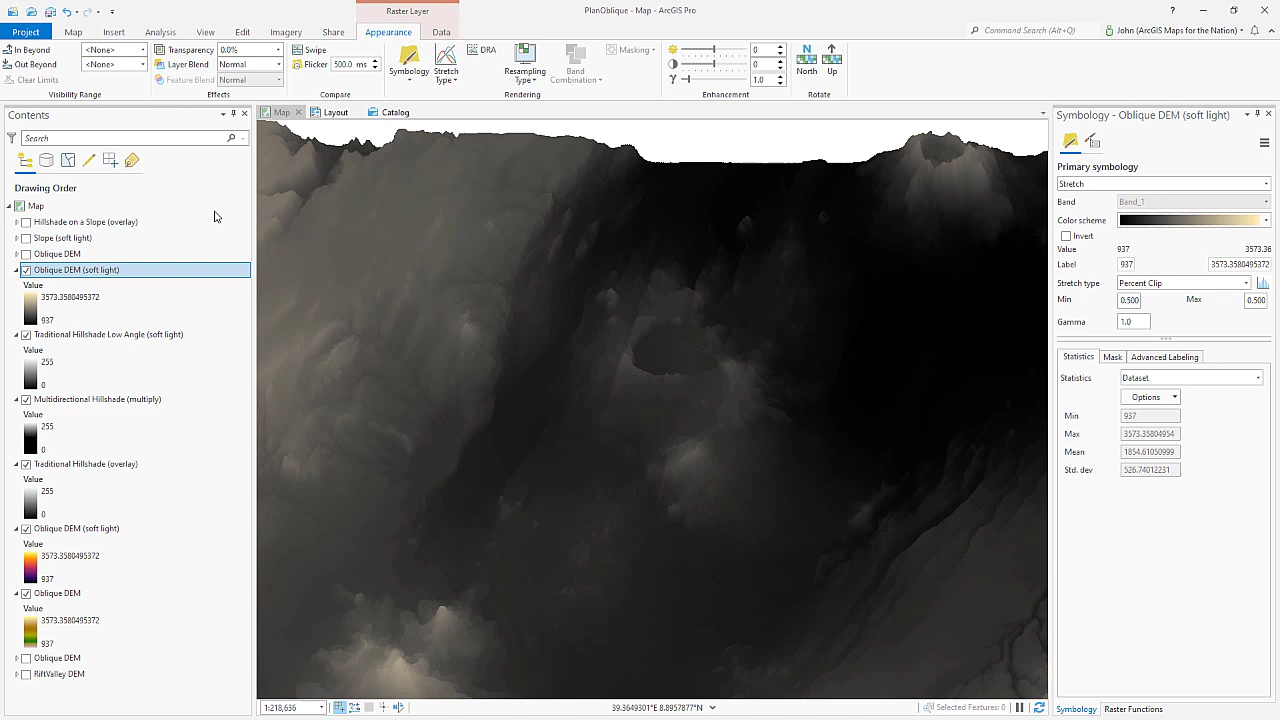 Raster Layer
PlanOblique - Map - ArcGIS Pro
Project Map Insert Analysis View Edit Imagery Share Appearance Data
Command Search (Alt+Q)
John (ArcGIS Maps for the Nation)
In Beyond <None>
Out Beyond <None>
Clear Limits
Visibility Range
Transparency 0.0%
Layer Blend Normal
Feature Blend Normal
Effects
Swipe
Flicker 500.0 ms
Compare
Symbology
Stretch Type
DRA
Resampling Type
Band Combination
Masking
Rendering
0
0
1.0
Enhancement
North Up
Rotate
Contents
Search
Drawing Order
Map
Hillshade on a Slope (overlay)
Slope (soft light)
Oblique DEM
Oblique DEM (soft light)
Value
3573.3580495372
937
Traditional Hillshade Low Angle (soft light)
Value
255
0
Multidirectional Hillshade (multiply)
Value
255
0
Traditional Hillshade (overlay)
Value
255
0
Oblique DEM (soft light)
Value
3573.3580495372
937
Oblique DEM
Value
3573.3580495372
937
Oblique DEM
RiftValley DEM
Map Layout Catalog
1:218,636
39.3649301°E 8.8957877°N
Selected Features: 0
Symbology - Oblique DEM (soft light)
Primary symbology
Stretch
Band Band_1
Color scheme
Invert
Value 937 3573.36
Label 937 3573.3580495372
Stretch type Percent Clip
Min 0.500 Max 0.500
Gamma 1.0
Statistics Mask Advanced Labeling
Statistics Dataset
Options
Min 937
Max 3573.35804954
Mean 1854.61050999
Std. dev 526.74012231
Symbology Raster Functions